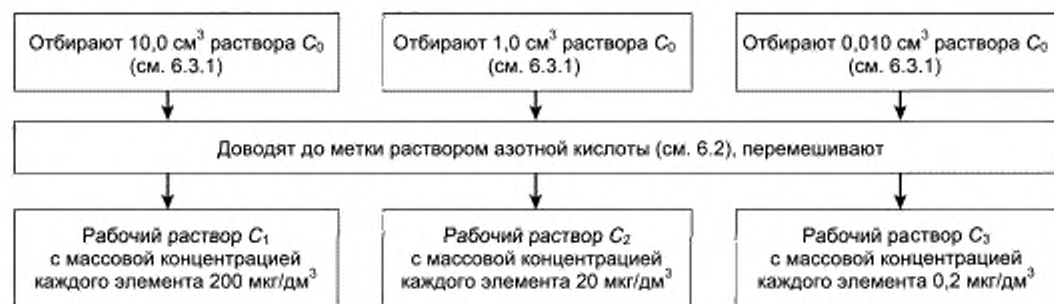 Отбирают 10,0 см³ раствора C₀
(см. 6.3.1)
Отбирают 1,0 см³ раствора C₀
(см. 6.3.1)
Отбирают 0,010 см³ раствора C₀
(см. 6.3.1)
Доводят до метки раствором азотной кислоты (см. 6.2), перемешивают
Рабочий раствор C₁
с массовой концентрацией
каждого элемента 200 мкг/дм³
Рабочий раствор C₂
с массовой концентрацией
каждого элемента 20 мкг/дм³
Рабочий раствор C₃
с массовой концентрацией
каждого элемента 0,2 мкг/дм³